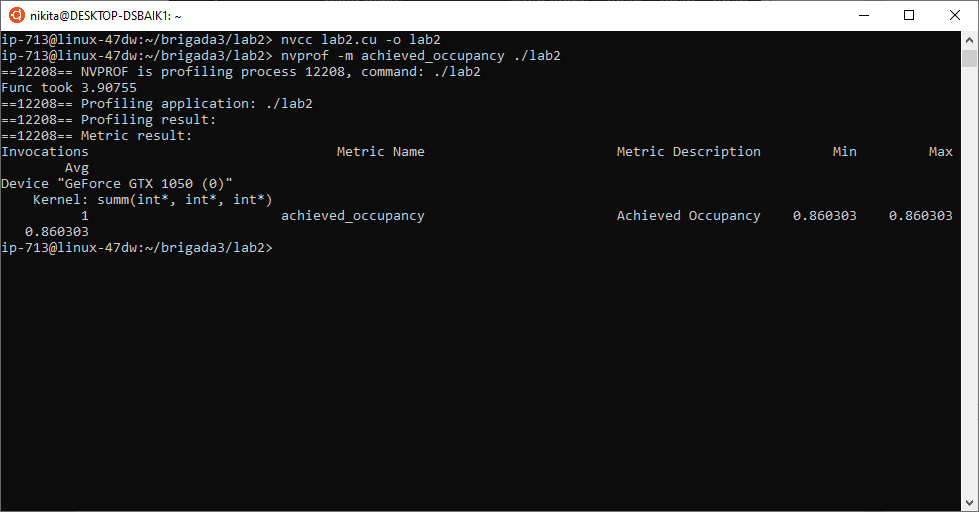 nikita@DESKTOP-DSBAIK1: ~
ip-713@linux-47dw:~/brigada3/lab2> nvcc lab2.cu -o lab2
ip-713@linux-47dw:~/brigada3/lab2> nvprof -m achieved_occupancy ./lab2
==12208== NVPROF is profiling process 12208, command: ./lab2
Func took 3.90755
==12208== Profiling application: ./lab2
==12208== Profiling result:
==12208== Metric result:
Invocations                               Metric Name                        Metric Description         Min         Max
        Avg
Device "GeForce GTX 1050 (0)"
    Kernel: summ(int*, int*, int*)
          1                        achieved_occupancy                        Achieved Occupancy    0.860303    0.860303
   0.860303
ip-713@linux-47dw:~/brigada3/lab2>